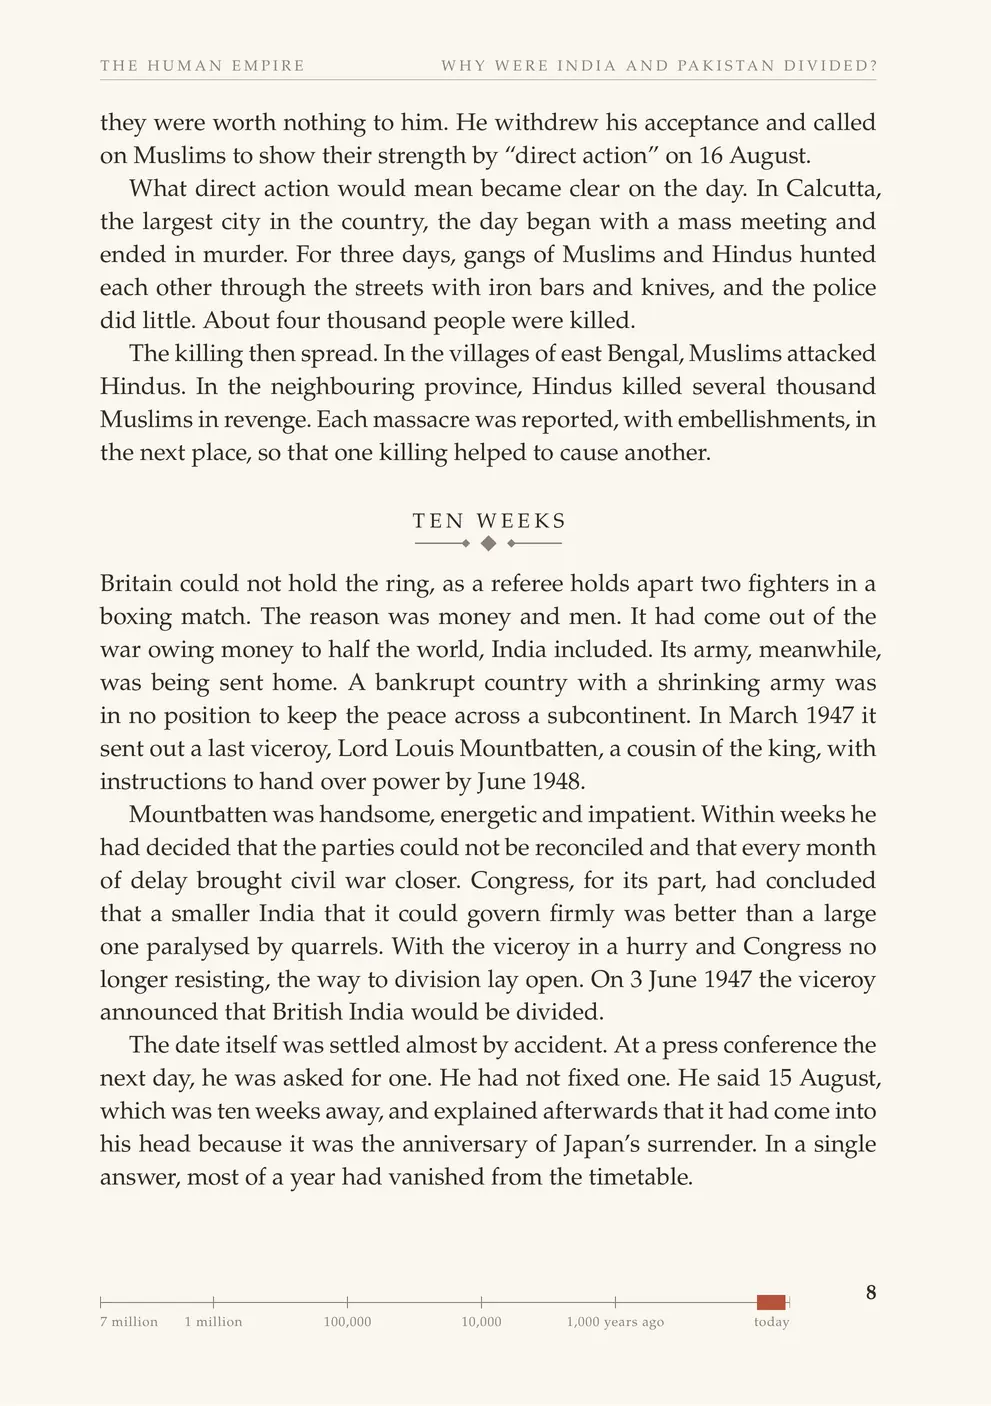 THE HUMAN EMPIRE
WHY WERE INDIA AND PAKISTAN DIVIDED?
they were worth nothing to him. He withdrew his acceptance and called
on Muslims to show their strength by “direct action” on 16 August.
What direct action would mean became clear on the day. In Calcutta,
the largest city in the country, the day began with a mass meeting and
ended in murder. For three days, gangs of Muslims and Hindus hunted
each other through the streets with iron bars and knives, and the police
did little. About four thousand people were killed.
The killing then spread. In the villages of east Bengal, Muslims attacked
Hindus. In the neighbouring province, Hindus killed several thousand
Muslims in revenge. Each massacre was reported, with embellishments, in
the next place, so that one killing helped to cause another.
TEN WEEKS
Britain could not hold the ring, as a referee holds apart two fighters in a
boxing match. The reason was money and men. It had come out of the
war owing money to half the world, India included. Its army, meanwhile,
was being sent home. A bankrupt country with a shrinking army was
in no position to keep the peace across a subcontinent. In March 1947 it
sent out a last viceroy, Lord Louis Mountbatten, a cousin of the king, with
instructions to hand over power by June 1948.
Mountbatten was handsome, energetic and impatient. Within weeks he
had decided that the parties could not be reconciled and that every month
of delay brought civil war closer. Congress, for its part, had concluded
that a smaller India that it could govern firmly was better than a large
one paralysed by quarrels. With the viceroy in a hurry and Congress no
longer resisting, the way to division lay open. On 3 June 1947 the viceroy
announced that British India would be divided.
The date itself was settled almost by accident. At a press conference the
next day, he was asked for one. He had not fixed one. He said 15 August,
which was ten weeks away, and explained afterwards that it had come into
his head because it was the anniversary of Japan’s surrender. In a single
answer, most of a year had vanished from the timetable.
8
7 million 1 million 100,000 10,000 1,000 years ago today